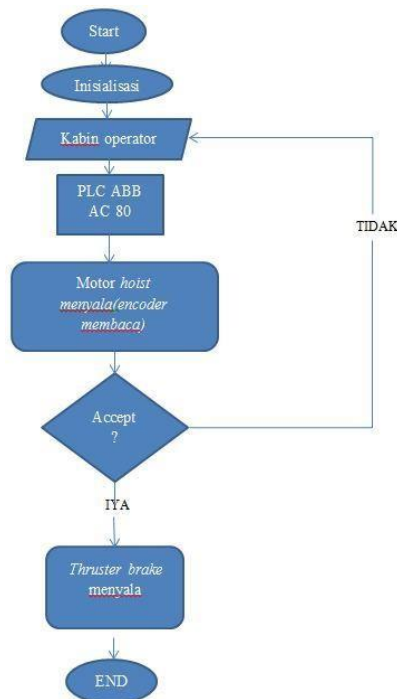 Start
Inisialisasi
Kabin operator
PLC ABB
AC 80
TIDAK
Motor hoist
menyala(encoder
membaca)
Accept
?
IYA
Thruster brake
menyala
END